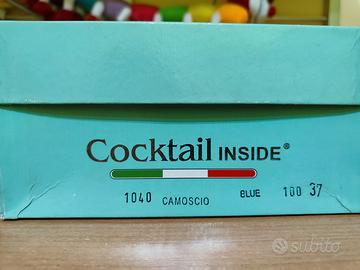 Cocktail INSIDE®
1040 CAMOSCIO BLUE 100 37
subito